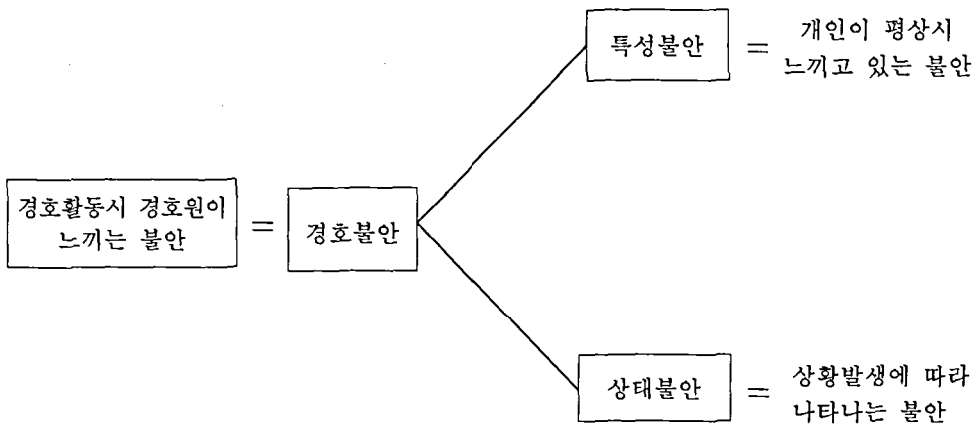 특성불안 = 개인이 평상시
느끼고 있는 불안
경호활동시 경호원이
느끼는 불안
= 경호불안
상태불안 = 상황발생에 따라
나타나는 불안